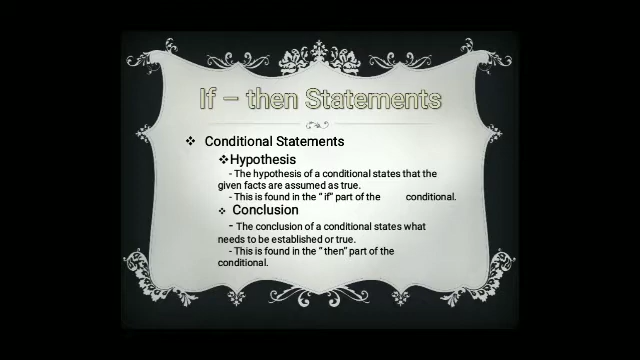 If – then Statements
❖ Conditional Statements
❖Hypothesis
- The hypothesis of a conditional states that the
given facts are assumed as true.
- This is found in the “ if” part of the conditional.
❖ Conclusion
- The conclusion of a conditional states what
needs to be established or true.
- This is found in the “ then” part of the
conditional.